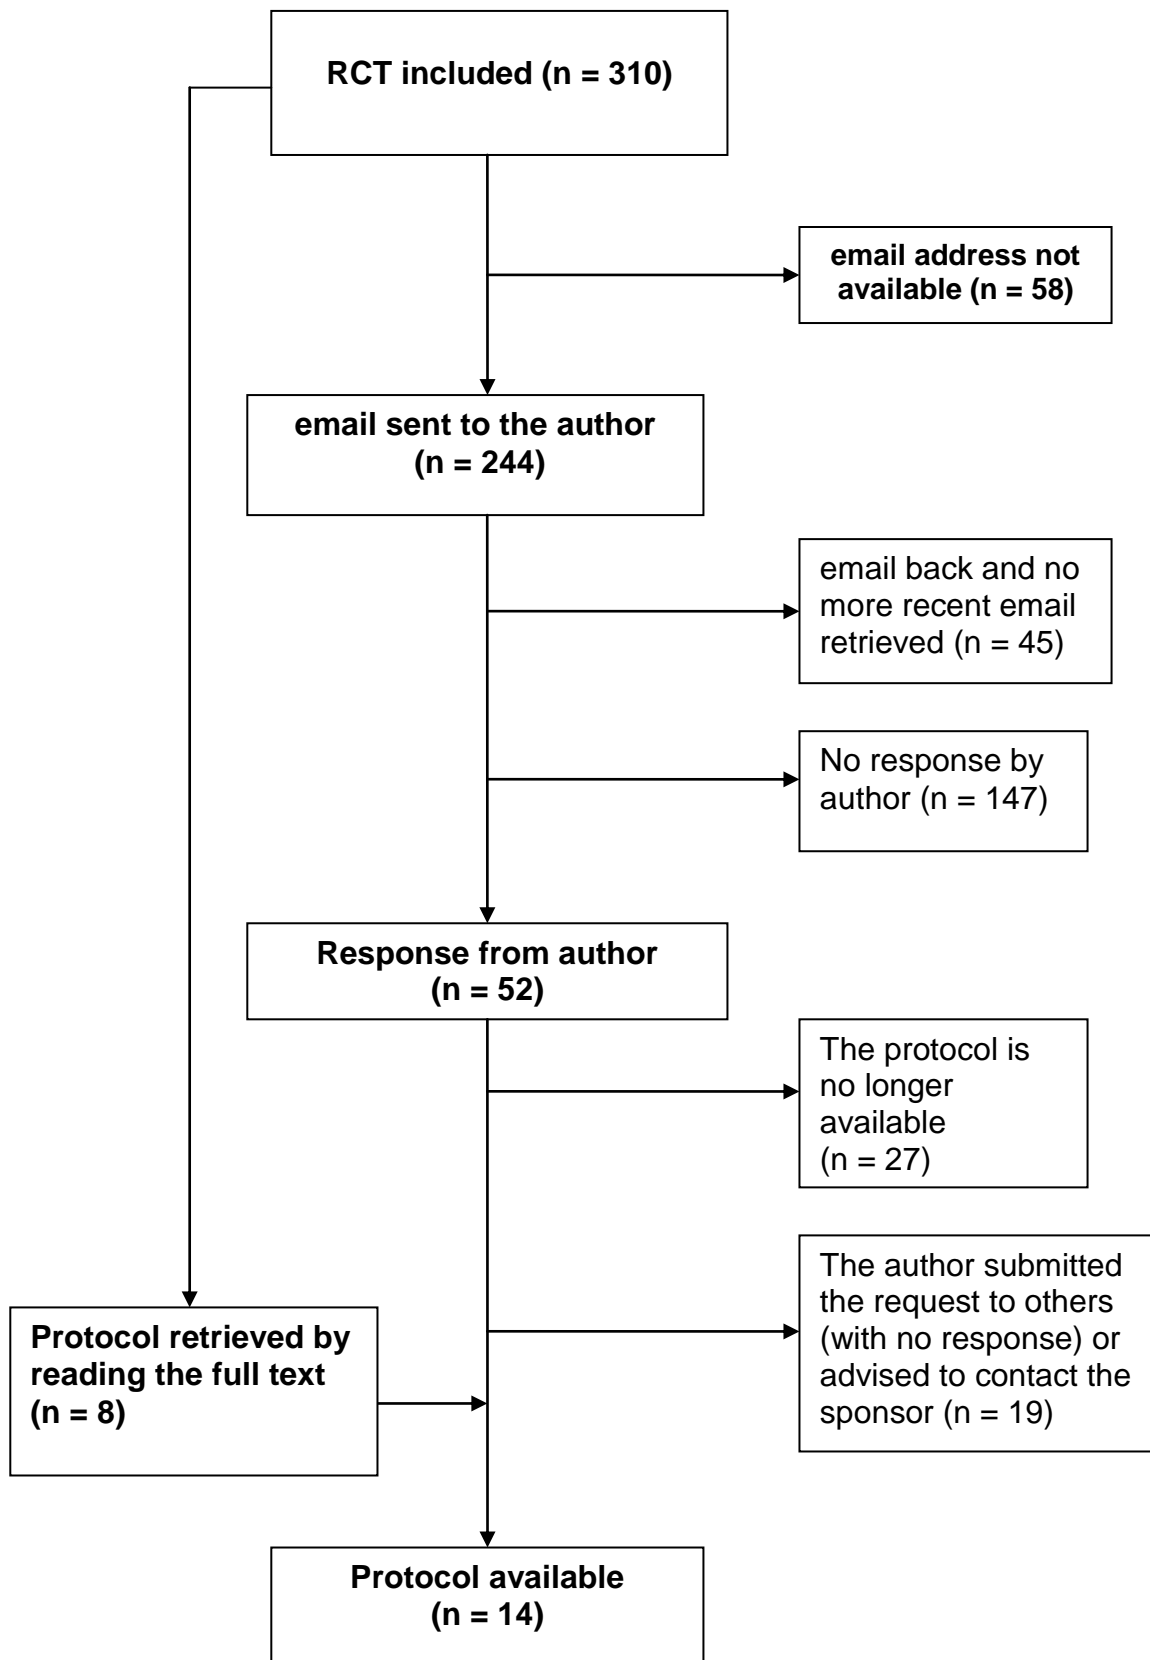 RCT included (n = 310)
email address not
available (n = 58)
email sent to the author
(n = 244)
email back and no
more recent email
retrieved (n = 45)
No response by
author (n = 147)
Response from author
(n = 52)
The protocol is
no longer
available
(n = 27)
The author submitted
the request to others
(with no response) or
advised to contact the
sponsor (n = 19)
Protocol retrieved by
reading the full text
(n = 8)
Protocol available
(n = 14)